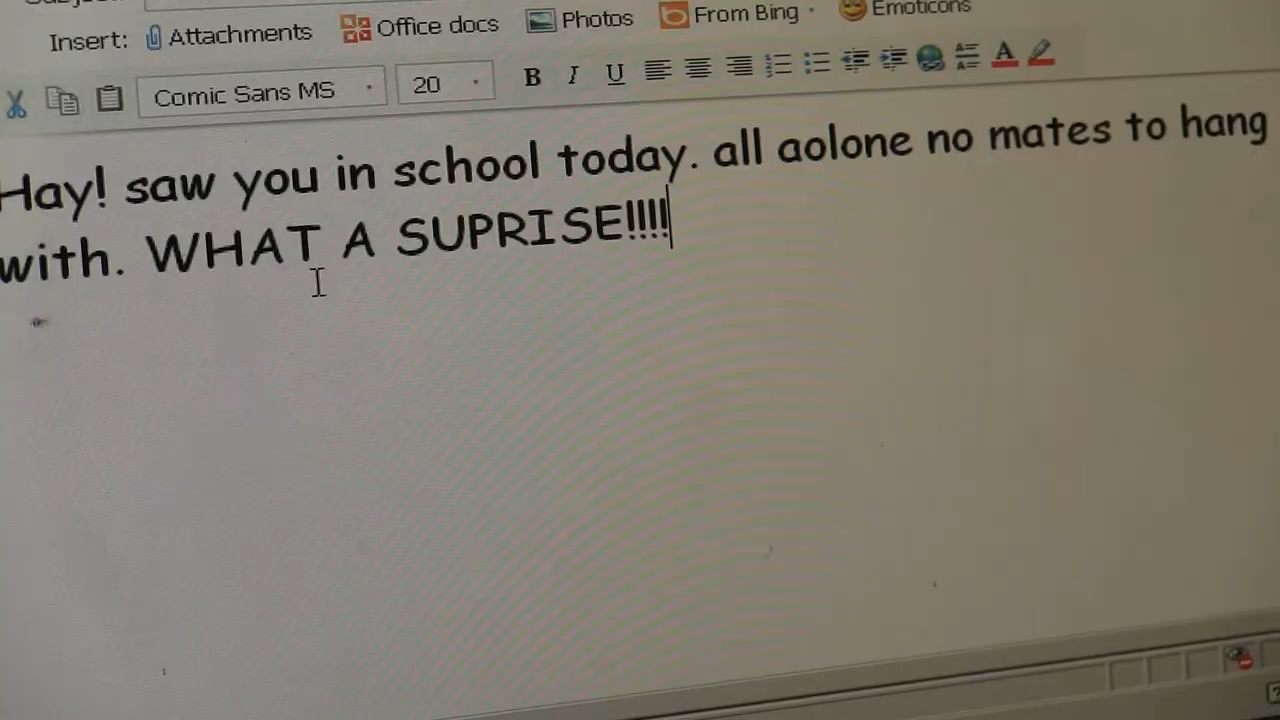 Insert: Attachments Office docs Photos From Bing Emoticons
Comic Sans MS 20 B I U A
Hay! saw you in school today. all aolone no mates to hang
with. WHAT A SUPRISE!!!!